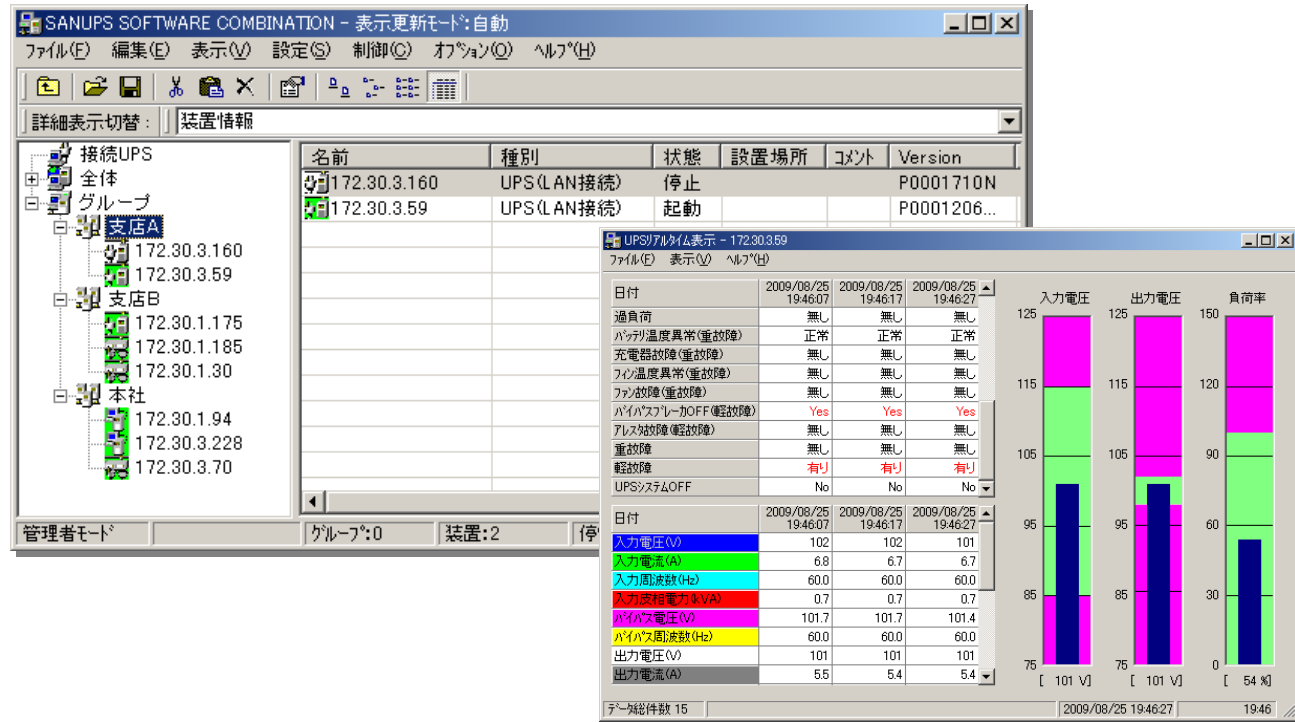 SANUPS SOFTWARE COMBINATION - 表示更新ﾓｰﾄﾞ:自動
ﾌｧｲﾙ(F) 編集(E) 表示(V) 設定(S) 制御(C) ｵﾌﾟｼｮﾝ(O) ﾍﾙﾌﾟ(H)
詳細表示切替: 装置情報
接続UPS
全体
グループ
支店A
172.30.3.160
172.30.3.59
支店B
172.30.1.175
172.30.1.185
172.30.1.30
本社
172.30.1.94
172.30.3.228
172.30.3.70
名前 種別 状態 設置場所 ｺﾒﾝﾄ Version
172.30.3.160 UPS(LAN接続) 停止 P0001710N
172.30.3.59 UPS(LAN接続) 起動 P0001206...
管理者ﾓｰﾄﾞ ｸﾞﾙｰﾌﾟ:0 装置:2
UPSﾘｱﾙﾀｲﾑ表示 - 172.30.3.59
ﾌｧｲﾙ(F) 表示(V) ﾍﾙﾌﾟ(H)
日付 2009/08/25 19:46:07 2009/08/25 19:46:17 2009/08/25 19:46:27
過負荷 無し 無し 無し
ﾊﾞｯﾃﾘ温度異常(重故障) 正常 正常 正常
充電器故障(重故障) 無し 無し 無し
ﾌｨﾝ温度異常(重故障) 無し 無し 無し
ﾌｧﾝ故障(重故障) 無し 無し 無し
ﾊﾞｲﾊﾟｽﾌﾞﾚｰｶOFF(軽故障) Yes Yes Yes
ｱﾚｽﾀ故障(軽故障) 無し 無し 無し
重故障 無し 無し 無し
軽故障 有り 有り 有り
UPSｼｽﾃﾑOFF No No No
日付 2009/08/25 19:46:07 2009/08/25 19:46:17 2009/08/25 19:46:27
入力電圧(V) 102 102 101
入力電流(A) 6.8 6.7 6.7
入力周波数(Hz) 60.0 60.0 60.0
入力皮相電力(kVA) 0.7 0.7 0.7
ﾊﾞｲﾊﾟｽ電圧(V) 101.7 101.7 101.4
ﾊﾞｲﾊﾟｽ周波数(Hz) 60.0 60.0 60.0
出力電圧(V) 101 101 101
出力電流(A) 5.5 5.4 5.4
入力電圧 出力電圧 負荷率
125 125 150
115 115 120
105 105 90
95 95 60
85 85 30
75 75 0
[ 101 V] [ 101 V] [ 54 %]
ﾃﾞｰﾀ総件数 15 2009/08/25 19:46:27 19:46